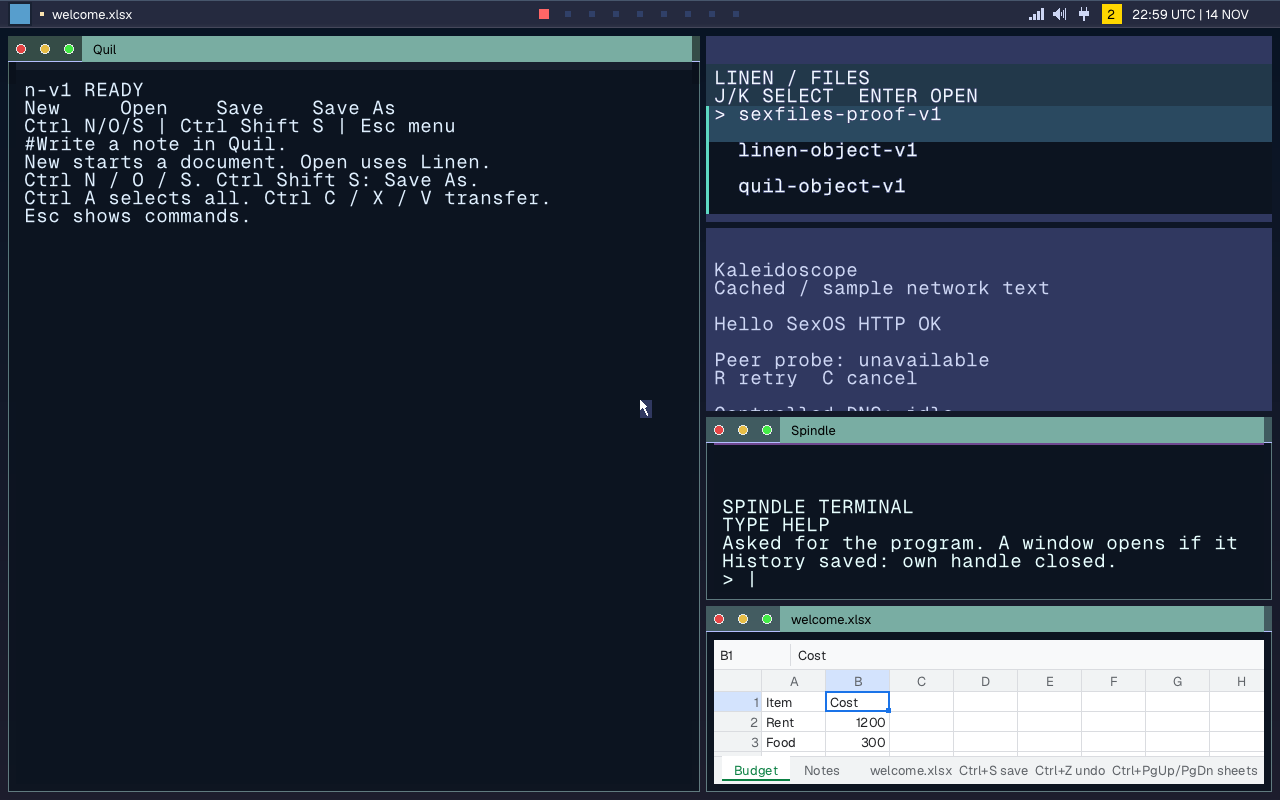 welcome.xlsx
2
22:59 UTC | 14 NOV
Quil
n-v1 READY
New Open Save Save As
Ctrl N/O/S | Ctrl Shift S | Esc menu
#Write a note in Quil.
New starts a document. Open uses Linen.
Ctrl N / O / S. Ctrl Shift S: Save As.
Ctrl A selects all. Ctrl C / X / V transfer.
Esc shows commands.
LINEN / FILES
J/K SELECT ENTER OPEN
> sexfiles-proof-v1
linen-object-v1
quil-object-v1
Kaleidoscope
Cached / sample network text
Hello SexOS HTTP OK
Peer probe: unavailable
R retry C cancel
Spindle
SPINDLE TERMINAL
TYPE HELP
Asked for the program. A window opens if it
History saved: own handle closed.
> |
welcome.xlsx
B1 Cost
A B C D E F G H
1 Item Cost
2 Rent 1200
3 Food 300
Budget Notes welcome.xlsx Ctrl+S save Ctrl+Z undo Ctrl+PgUp/PgDn sheets